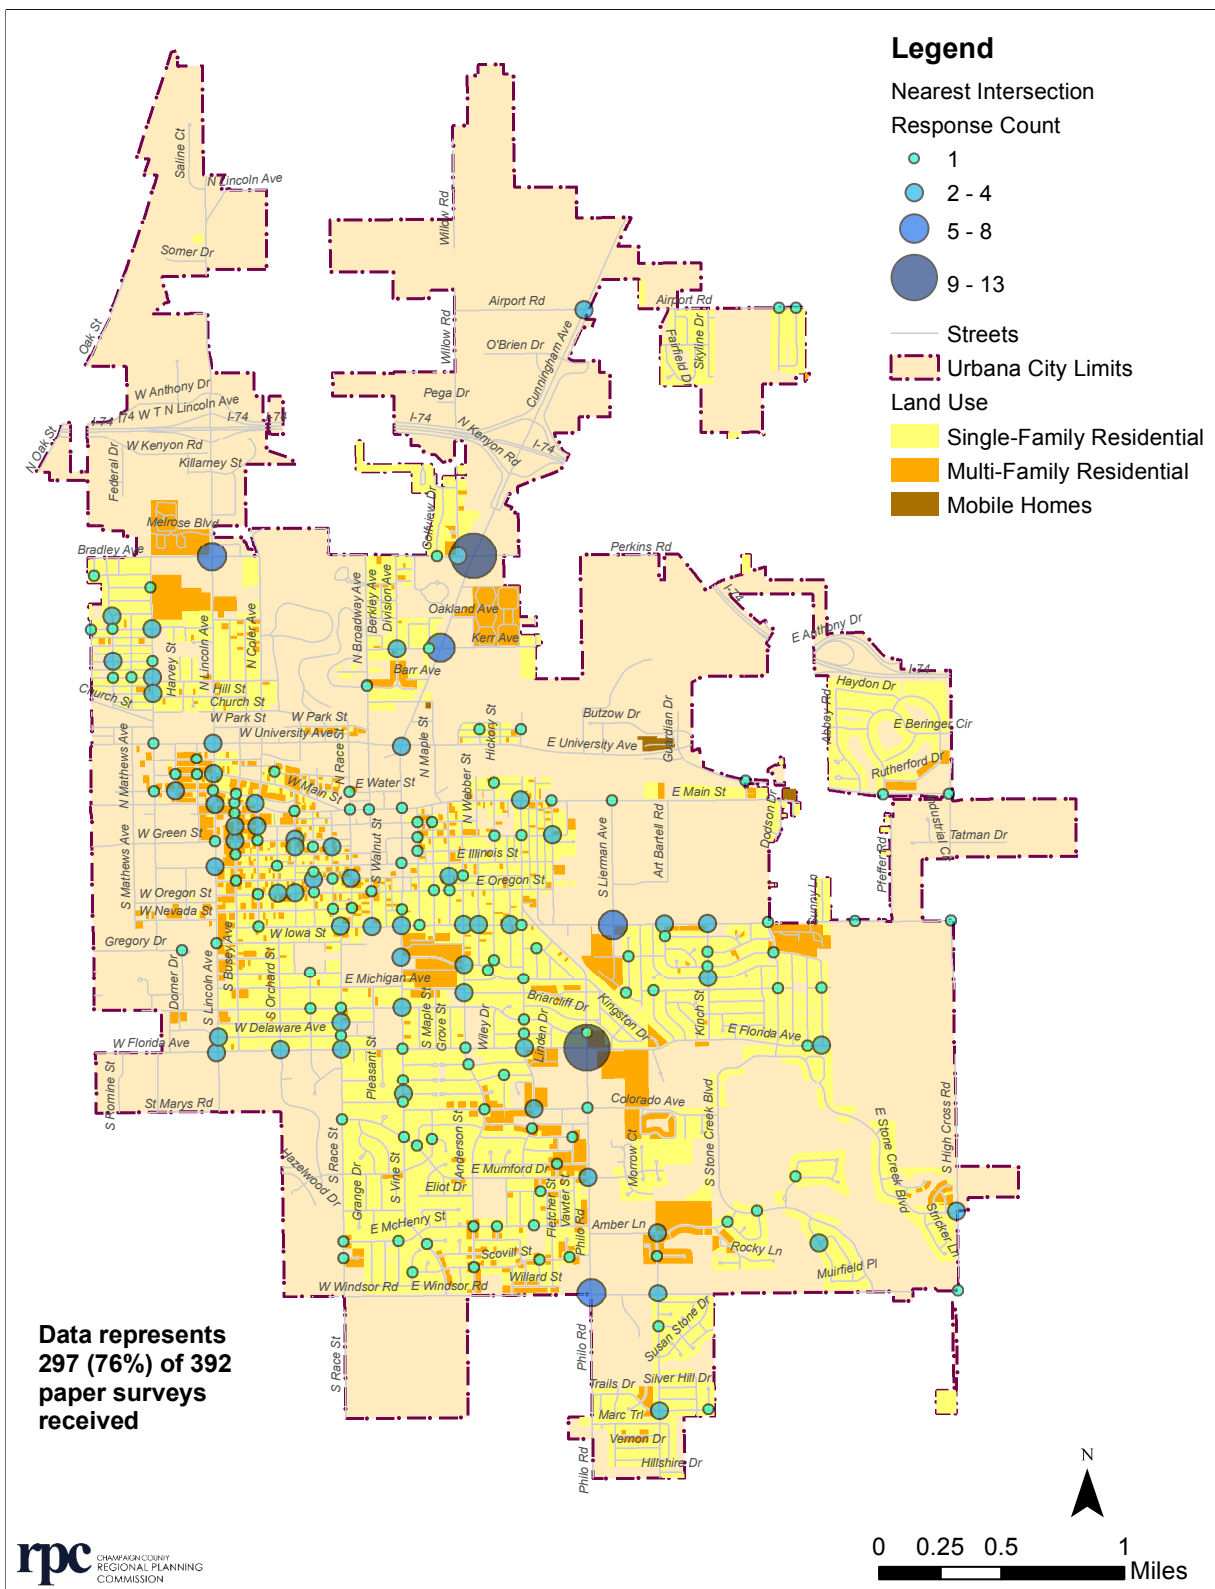 Legend
Nearest Intersection
Response Count
1
2 - 4
5 - 8
9 - 13
Streets
Urbana City Limits
Land Use
Single-Family Residential
Multi-Family Residential
Mobile Homes
Saline Ct
N Lincoln Ave
Somer Dr
Oak St
Willow Rd
Airport Rd
Airport Rd
Willow Rd
O'Brien Dr
Cunningham Ave
Fairfield Dr
Skyline Dr
Pega Dr
W Anthony Dr
I-74
I-74
W T N Lincoln Ave
I-74
I-74
N Oak St
W Kenyon Rd
Federal Dr
Killarney St
I-74
N Kenyon Rd
I-74
Golfview Dr
Melrose Blvd
Bradley Ave
Perkins Rd
I-74
E Anthony Dr
I-74
N Broadway Ave
Berkley Ave
Division Ave
Oakland Ave
Kerr Ave
Barr Ave
Harvey St
N Lincoln Ave
N Coler Ave
Church St
Hill St
Church St
W Park St
W Park St
W University Ave
Haydon Dr
Abbey Rd
E Beringer Cir
Rutherford Dr
Butzow Dr
Guardian Dr
E University Ave
Hickory St
N Maple St
N Mathews Ave
N Race St
E Water St
W Main St
N Webber St
E Main St
Dodson Dr
Industrial Cir
Tatman Dr
Pfeffer Rd
W Green St
S Mathews Ave
S Walnut St
E Illinois St
S Lierman Ave
Art Bartell Rd
W Oregon St
E Oregon St
W Nevada St
Sunny Ln
W Iowa St
Gregory Dr
S Busey Ave
S Orchard St
Dorner Dr
S Lincoln Ave
E Michigan Ave
S Maple St
Grove St
Wiley Dr
Briarcliff Dr
Kingston Dr
Kinch St
W Delaware Ave
Linden Dr
E Florida Ave
W Florida Ave
Pleasant St
S Romine St
St Marys Rd
Colorado Ave
S Stone Creek Blvd
E Stone Creek Blvd
S High Cross Rd
S Race St
Anderson St
Morrow Ct
Hazelwood Dr
Grange Dr
S Vine St
E Mumford Dr
Eliot Dr
Fletcher St
Vawter St
Philo Rd
E McHenry St
Amber Ln
Stricker Ln
Scovill St
Rocky Ln
Willard St
Muirfield Pl
W Windsor Rd
E Windsor Rd
S Race St
Philo Rd
Susan Stone Dr
Trails Dr
Silver Hill Dr
Marc Trl
Vernon Dr
Philo Rd
Hillshire Dr
Data represents
297 (76%) of 392
paper surveys
received
N
0 0.25 0.5 1
Miles
rpc
CHAMPAIGN COUNTY
REGIONAL PLANNING
COMMISSION